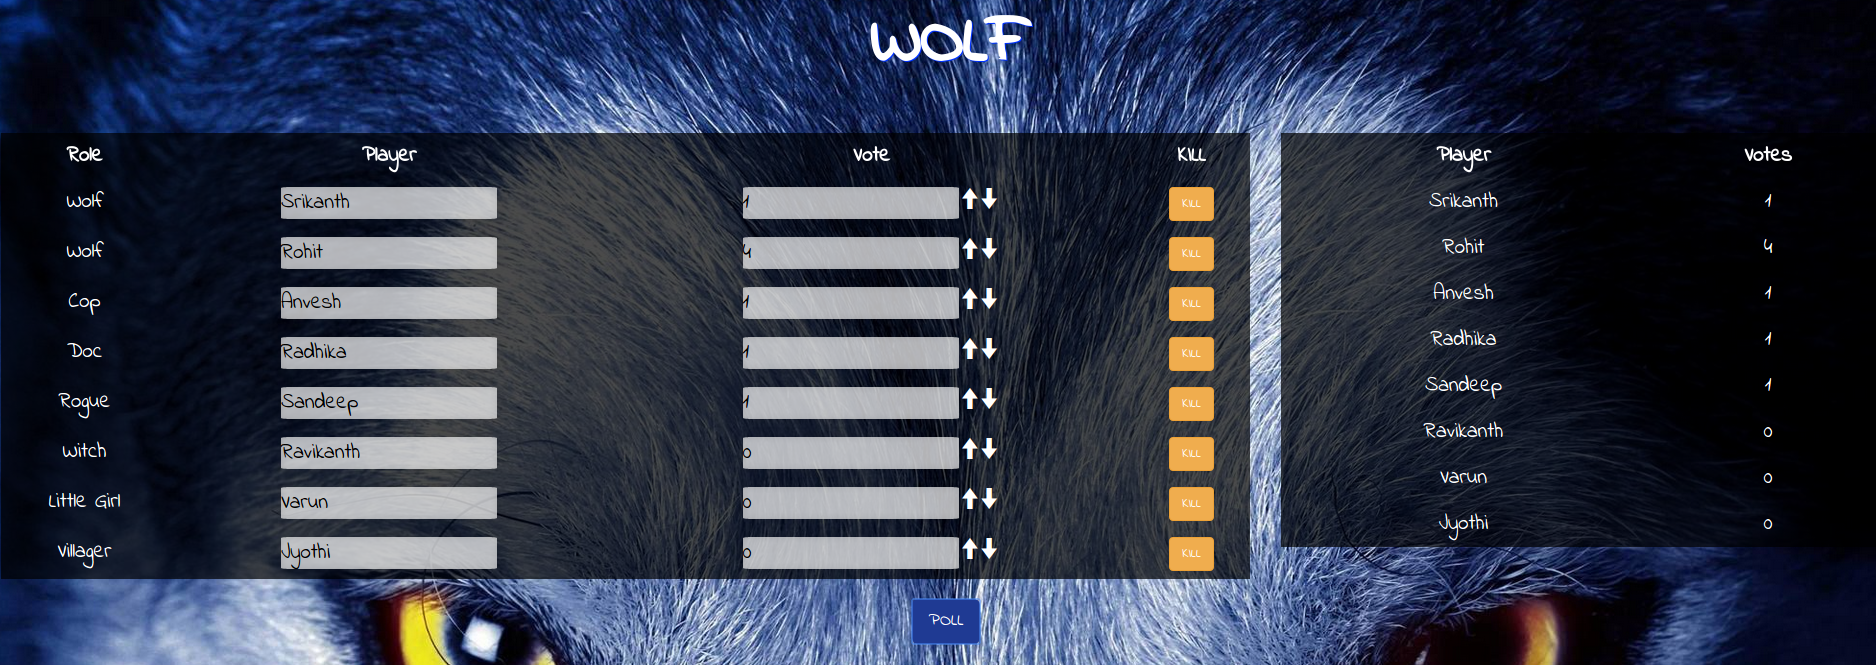 WOLF
Role Player Vote KILL
Wolf Srikanth 1 KILL
Wolf Rohit 4 KILL
Cop Anvesh 1 KILL
Doc Radhika 1 KILL
Rogue Sandeep 1 KILL
Witch Ravikanth 0 KILL
Little Girl Varun 0 KILL
Villager Jyothi 0 KILL
Player Votes
Srikanth 1
Rohit 4
Anvesh 1
Radhika 1
Sandeep 1
Ravikanth 0
Varun 0
Jyothi 0
POLL